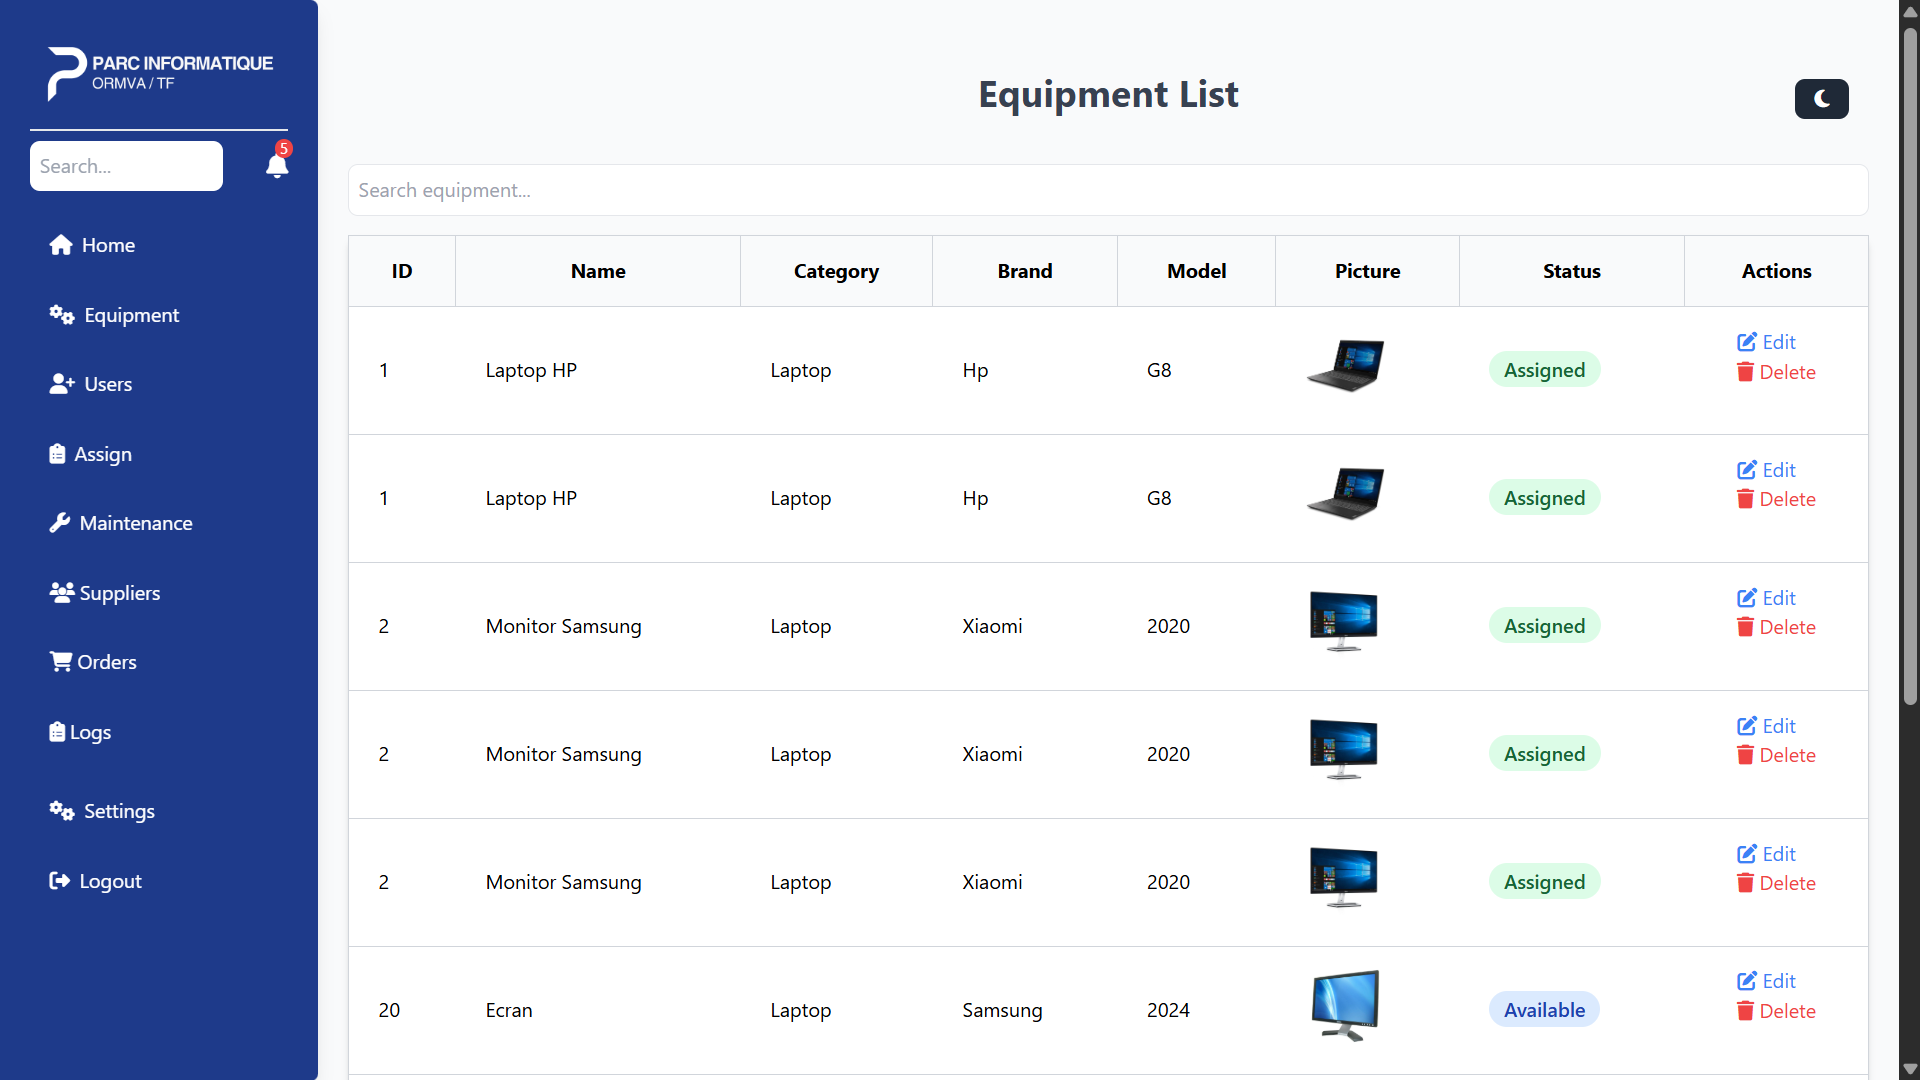 PARC INFORMATIQUE
ORMVA / TF
Search...
5
Home
Equipment
Users
Assign
Maintenance
Suppliers
Orders
Logs
Settings
Logout
Equipment List
Search equipment...
ID Name Category Brand Model Picture Status Actions
1 Laptop HP Laptop Hp G8 Assigned Edit
Delete
1 Laptop HP Laptop Hp G8 Assigned Edit
Delete
2 Monitor Samsung Laptop Xiaomi 2020 Assigned Edit
Delete
2 Monitor Samsung Laptop Xiaomi 2020 Assigned Edit
Delete
2 Monitor Samsung Laptop Xiaomi 2020 Assigned Edit
Delete
20 Ecran Laptop Samsung 2024 Available Edit
Delete